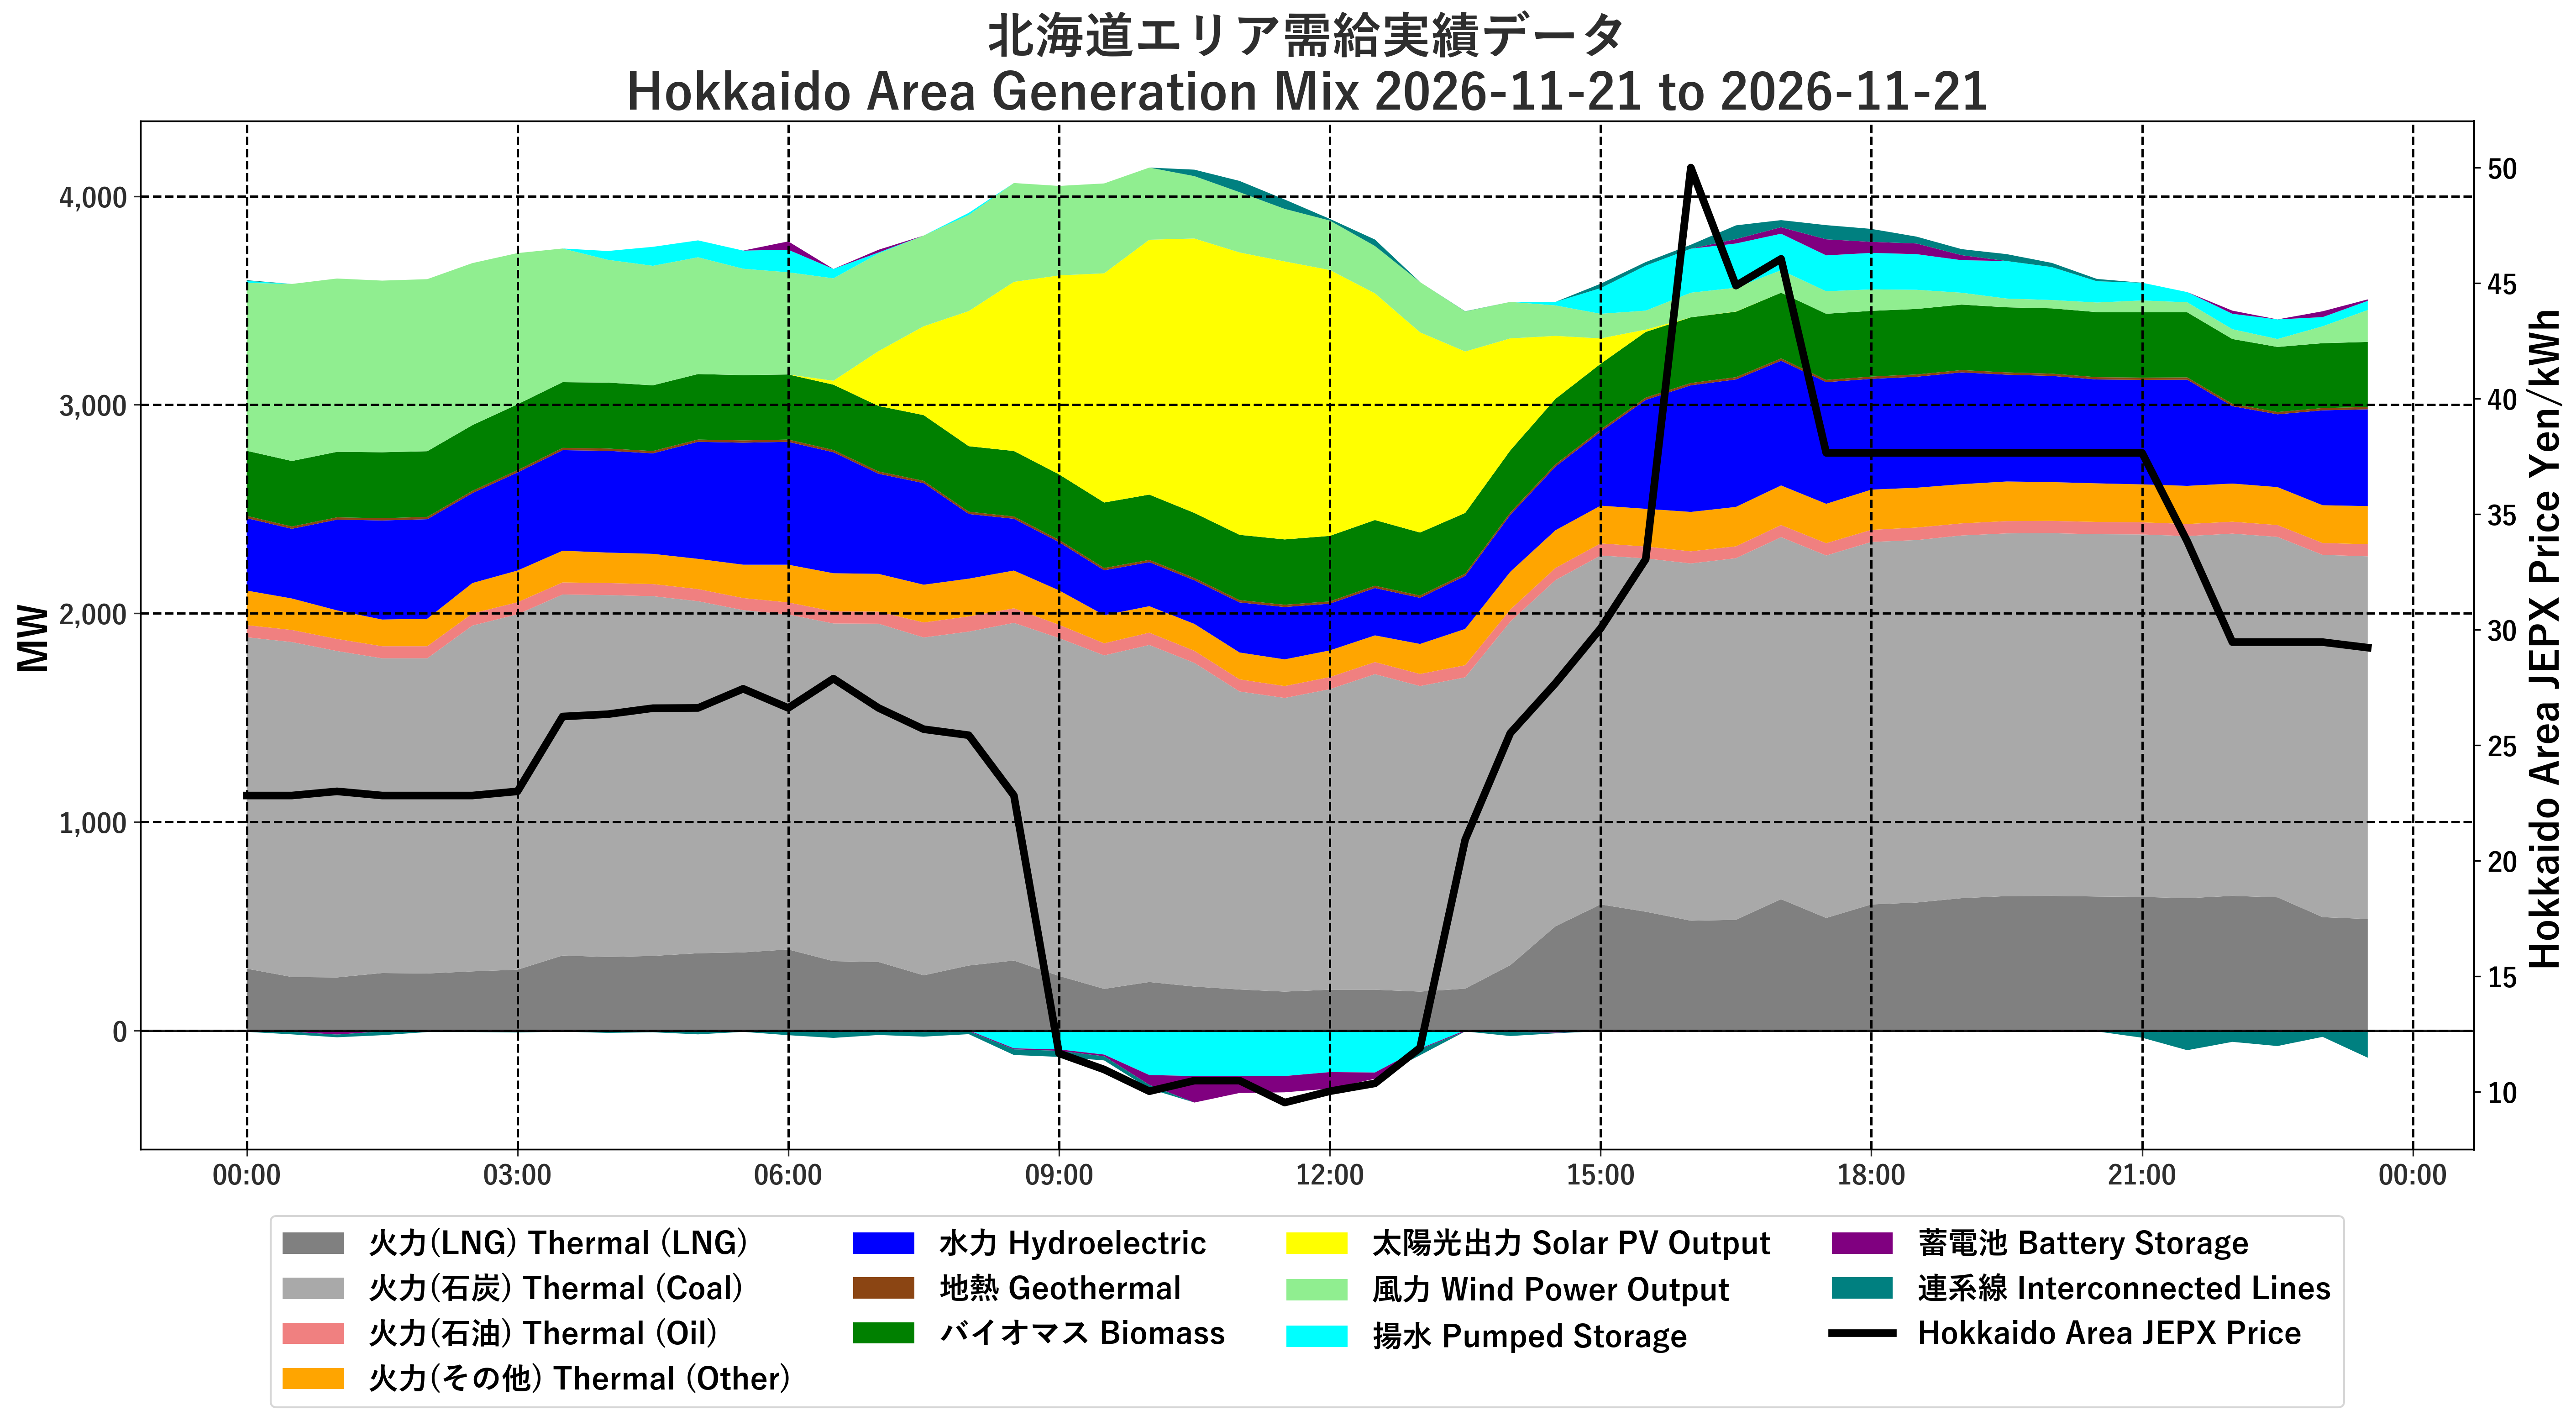 北海道エリア需給実績データ
Hokkaido Area Generation Mix 2026-11-21 to 2026-11-21
MW
4,000
3,000
2,000
1,000
0
50
45
40
35
30
25
20
15
10
Hokkaido Area JEPX Price Yen/kWh
00:00 03:00 06:00 09:00 12:00 15:00 18:00 21:00 00:00
火力(LNG) Thermal (LNG)
火力(石炭) Thermal (Coal)
火力(石油) Thermal (Oil)
火力(その他) Thermal (Other)
水力 Hydroelectric
地熱 Geothermal
バイオマス Biomass
太陽光出力 Solar PV Output
風力 Wind Power Output
揚水 Pumped Storage
蓄電池 Battery Storage
連系線 Interconnected Lines
Hokkaido Area JEPX Price